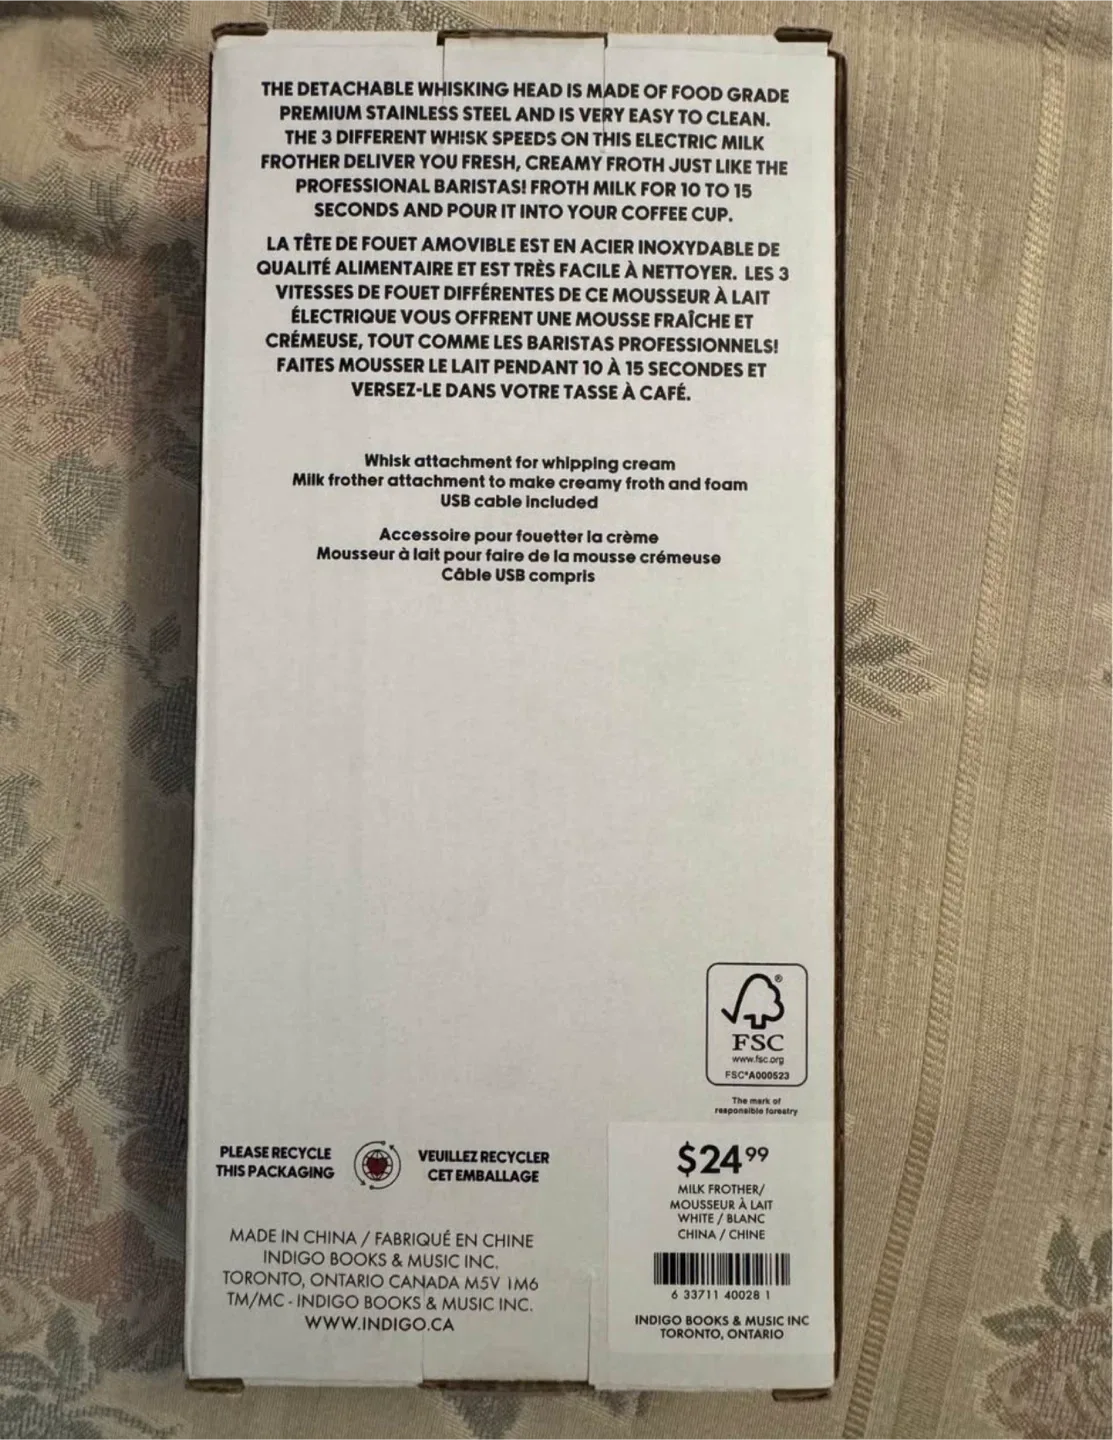 THE DETACHABLE WHISKING HEAD IS MADE OF FOOD GRADE
PREMIUM STAINLESS STEEL AND IS VERY EASY TO CLEAN.
THE 3 DIFFERENT WHISK SPEEDS ON THIS ELECTRIC MILK
FROTHER DELIVER YOU FRESH, CREAMY FROTH JUST LIKE THE
PROFESSIONAL BARISTAS! FROTH MILK FOR 10 TO 15
SECONDS AND POUR IT INTO YOUR COFFEE CUP.
LA TÊTE DE FOUET AMOVIBLE EST EN ACIER INOXYDABLE DE
QUALITÉ ALIMENTAIRE ET EST TRÈS FACILE À NETTOYER. LES 3
VITESSES DE FOUET DIFFÉRENTES DE CE MOUSSEUR À LAIT
ÉLECTRIQUE VOUS OFFRENT UNE MOUSSE FRAÎCHE ET
CRÉMEUSE, TOUT COMME LES BARISTAS PROFESSIONNELS!
FAITES MOUSSER LE LAIT PENDANT 10 À 15 SECONDES ET
VERSEZ-LE DANS VOTRE TASSE À CAFÉ.
Whisk attachment for whipping cream
Milk frother attachment to make creamy froth and foam
USB cable included
Accessoire pour fouetter la crème
Mousseur à lait pour faire de la mousse crémeuse
Câble USB compris
®
FSC
www.fsc.org
FSC® A000523
The mark of
responsible forestry
PLEASE RECYCLE
THIS PACKAGING
VEUILLEZ RECYCLER
CET EMBALLAGE
MADE IN CHINA / FABRIQUÉ EN CHINE
INDIGO BOOKS & MUSIC INC.
TORONTO, ONTARIO CANADA M5V 1M6
TM/MC - INDIGO BOOKS & MUSIC INC.
WWW.INDIGO.CA
$24.99
MILK FROTHER/
MOUSSEUR À LAIT
WHITE / BLANC
CHINA / CHINE
6 33711 40028 1
INDIGO BOOKS & MUSIC INC
TORONTO, ONTARIO